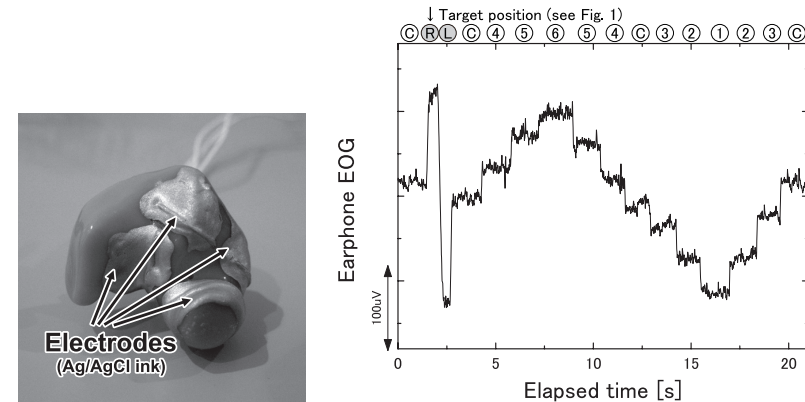 Electrodes
(Ag/AgCl ink)
↓ Target position (see Fig. 1)
Ⓒ Ⓡ Ⓛ Ⓒ ④ ⑤ ⑥ ⑤ ④ Ⓒ ③ ② ① ② ③ Ⓒ
Earphone EOG
100uV
0 5 10 15 20
Elapsed time [s]